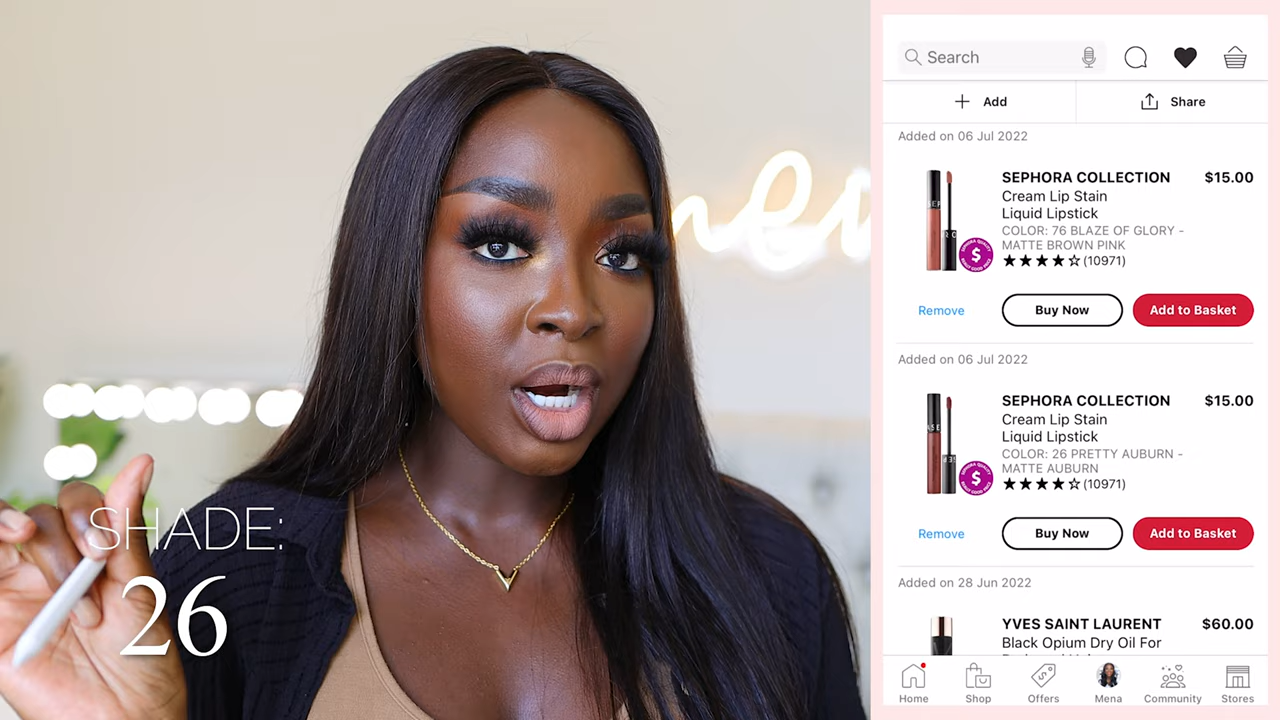 SHADE:
26
Search
Add
Share
Added on 06 Jul 2022
SEPHORA COLLECTION
$15.00
Cream Lip Stain
Liquid Lipstick
COLOR: 76 BLAZE OF GLORY -
MATTE BROWN PINK
(10971)
Remove
Buy Now
Add to Basket
Added on 06 Jul 2022
SEPHORA COLLECTION
$15.00
Cream Lip Stain
Liquid Lipstick
COLOR: 26 PRETTY AUBURN -
MATTE AUBURN
(10971)
Remove
Buy Now
Add to Basket
Added on 28 Jun 2022
YVES SAINT LAURENT
$60.00
Black Opium Dry Oil For
Home
Shop
Offers
Mena
Community
Stores